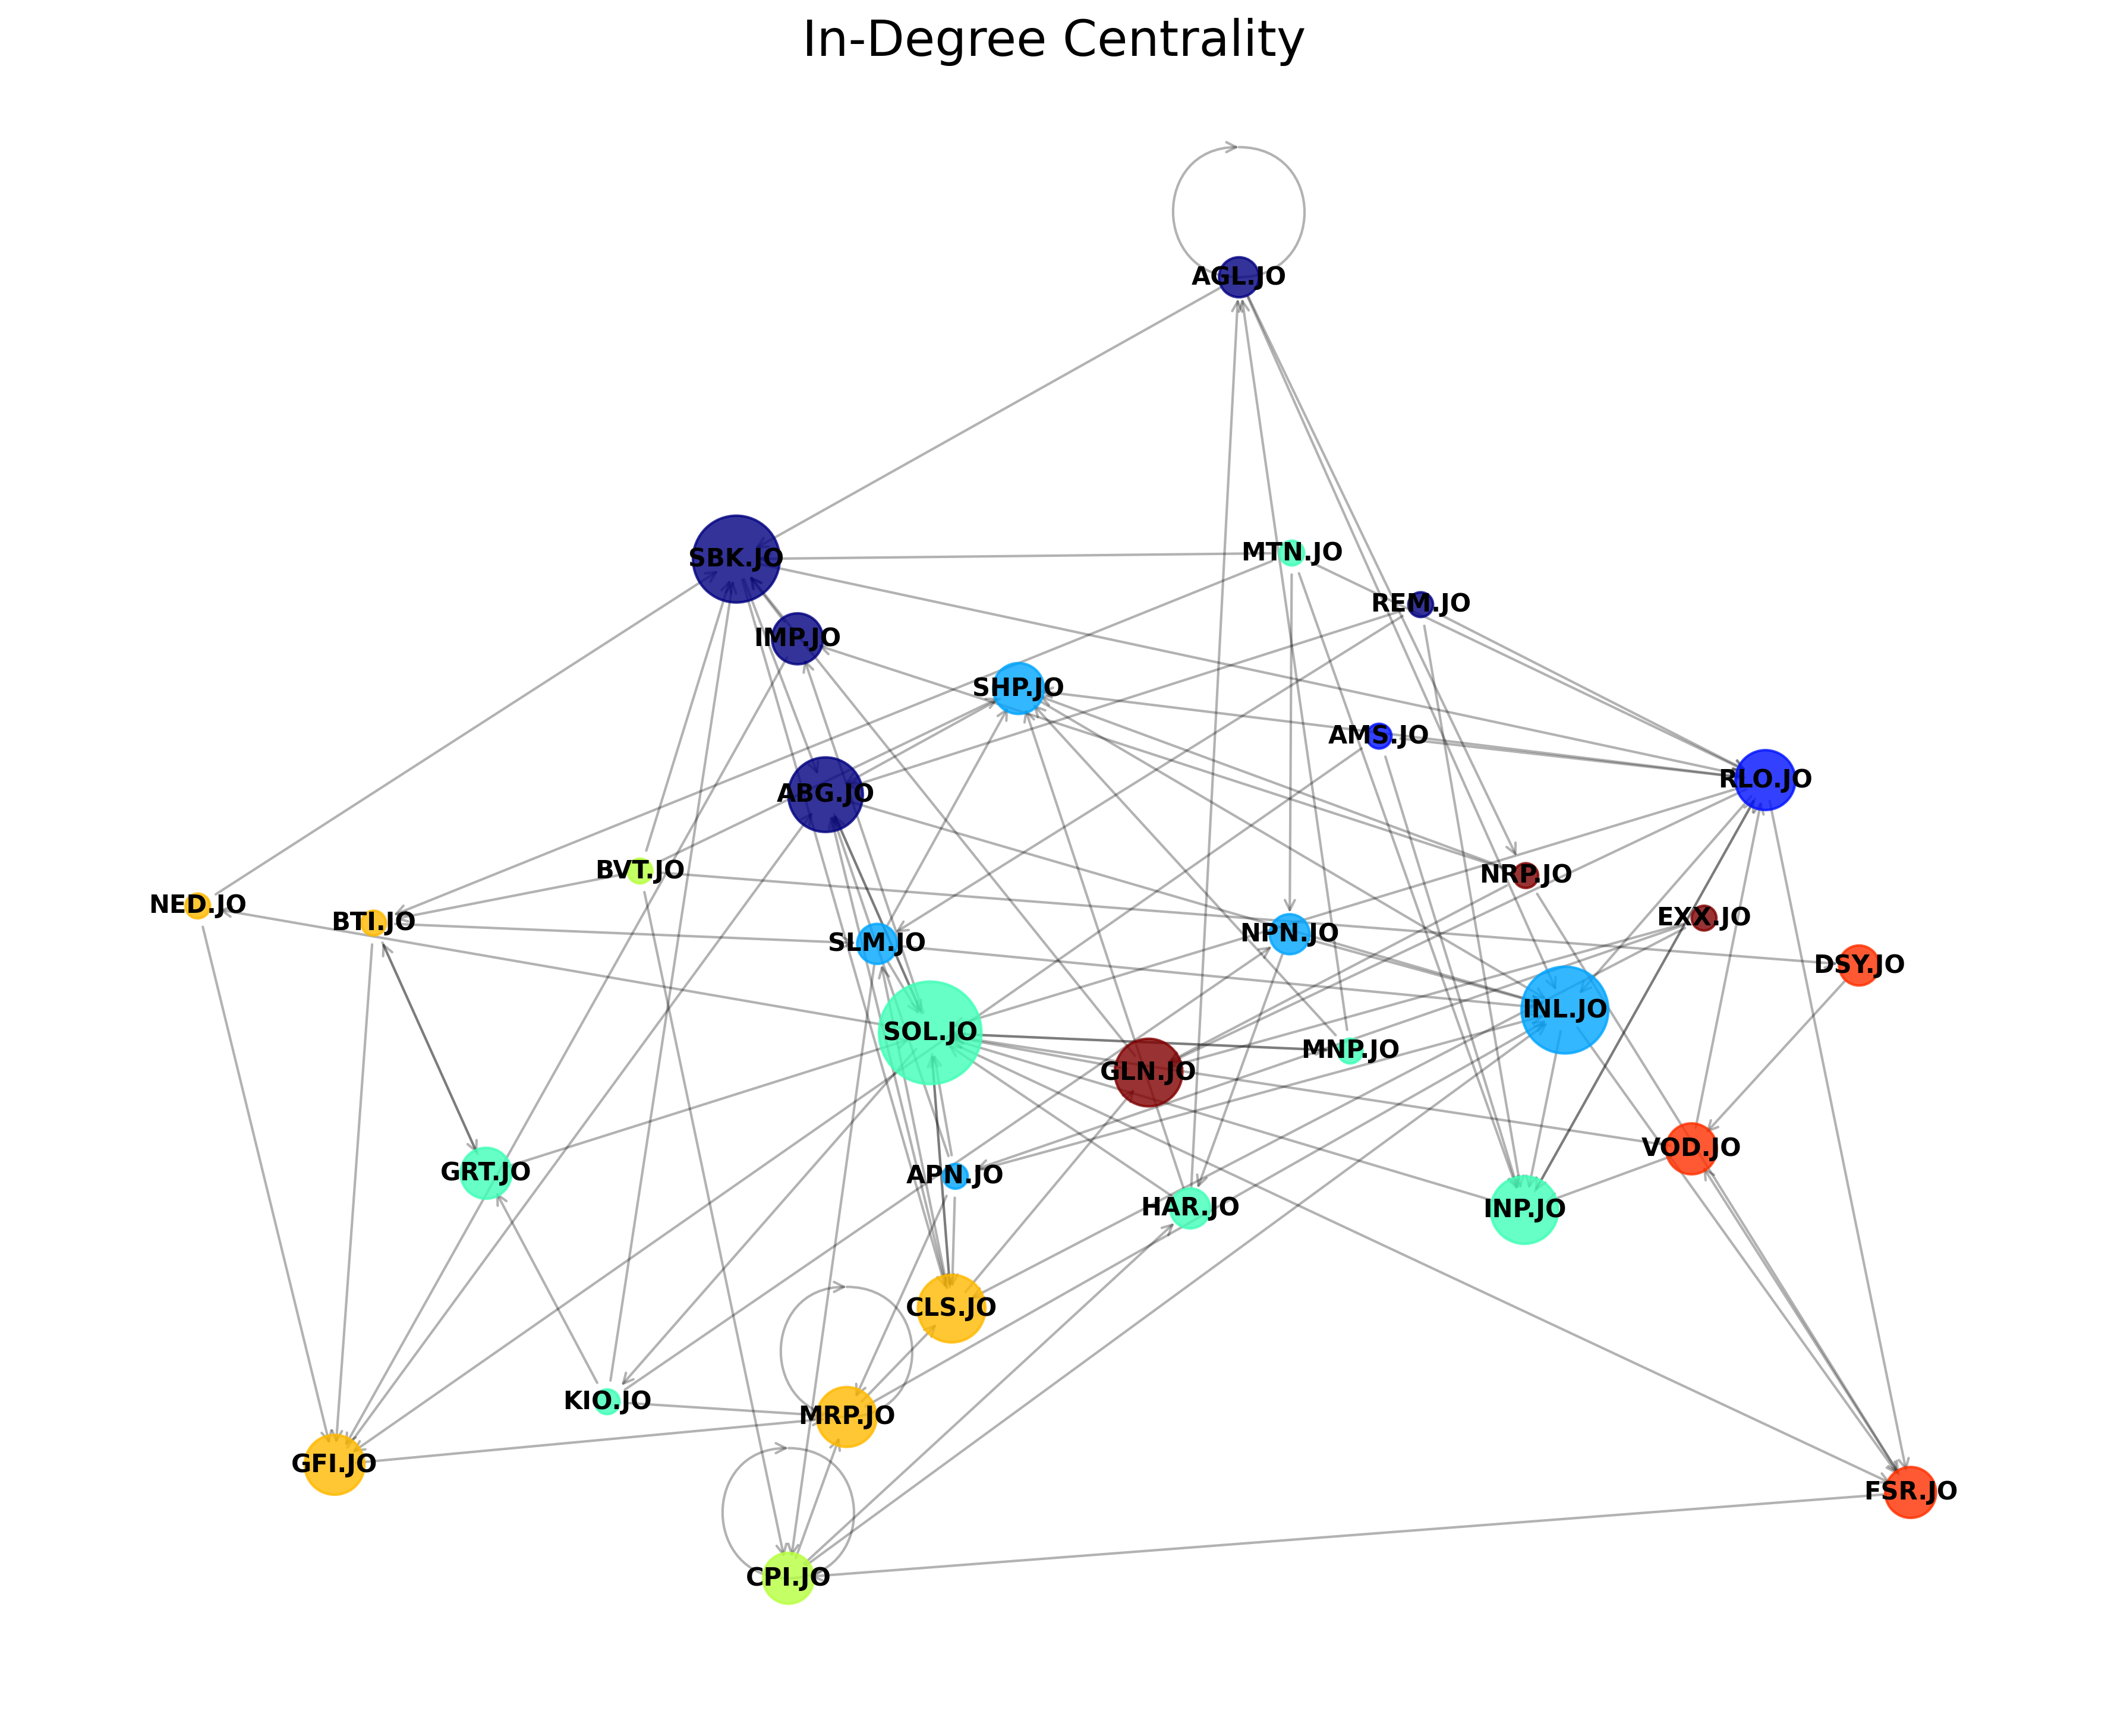 In-Degree Centrality
AGL.JO
SBK.JO
MTN.JO
REM.JO
IMP.JO
SHP.JO
AMS.JO
RLO.JO
ABG.JO
BVT.JO
NRP.JO
NED.JO
BTI.JO
EXX.JO
NPN.JO
SLM.JO
DSY.JO
INL.JO
SOL.JO
MNP.JO
GLN.JO
VOD.JO
GRT.JO
APN.JO
HAR.JO
INP.JO
CLS.JO
KIO.JO
MRP.JO
GFI.JO
FSR.JO
CPI.JO